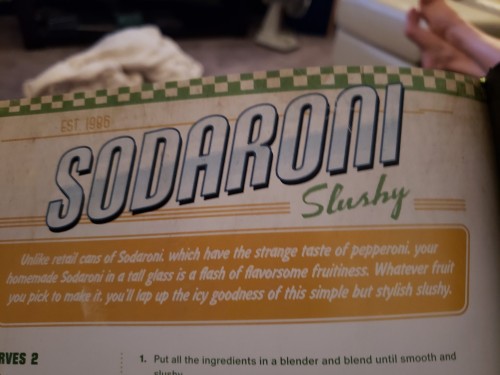 EST. 1985
SODARONI
Slushy
Unlike retail cans of Sodaroni, which have the strange taste of pepperoni, your
homemade Sodaroni in a tall glass is a flash of flavorsome fruitiness. Whatever fruit
you pick to make it, you'll lap up the icy goodness of this simple but stylish slushy.
RVES 2
1. Put all the ingredients in a blender and blend until smooth and
slushy.